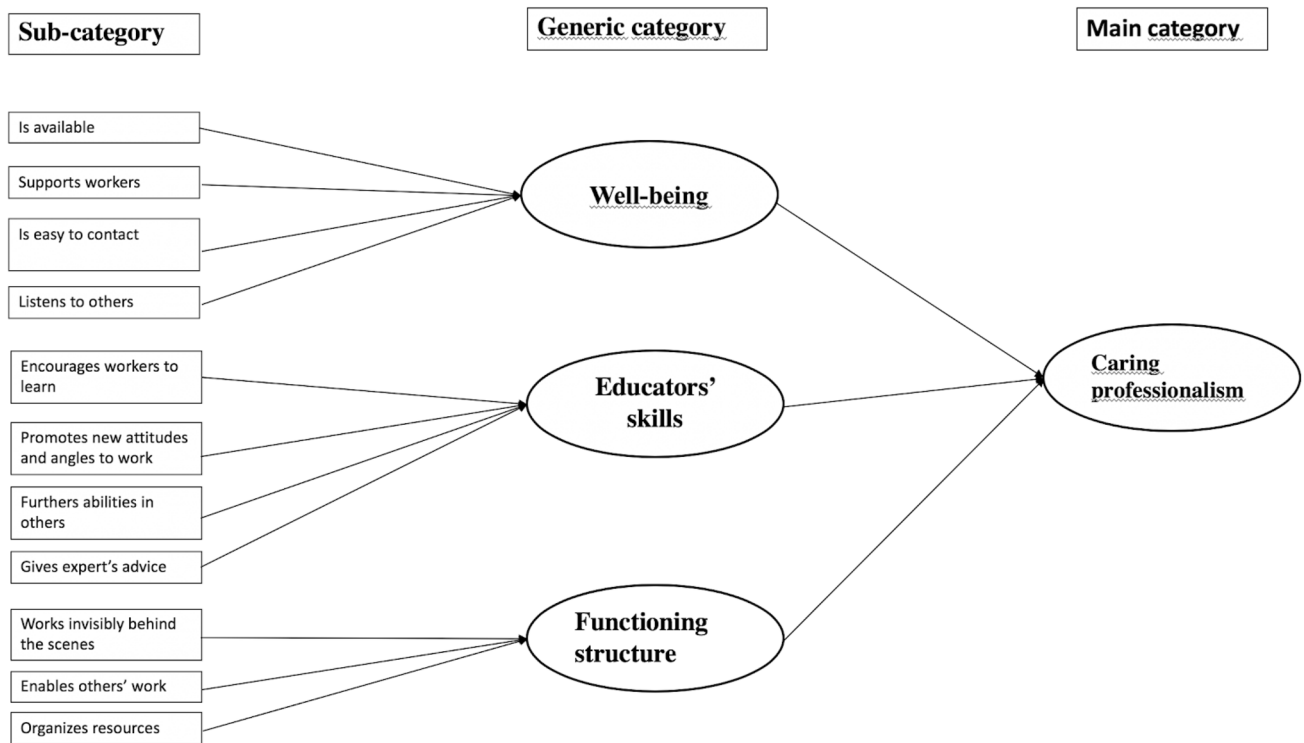 Sub-category
Generic category
Main category
Is available
Supports workers
Is easy to contact
Listens to others
Well-being
Encourages workers to
learn
Promotes new attitudes
and angles to work
Furthers abilities in
others
Gives expert’s advice
Educators’
skills
Works invisibly behind
the scenes
Enables others’ work
Organizes resources
Functioning
structure
Caring
professionalism